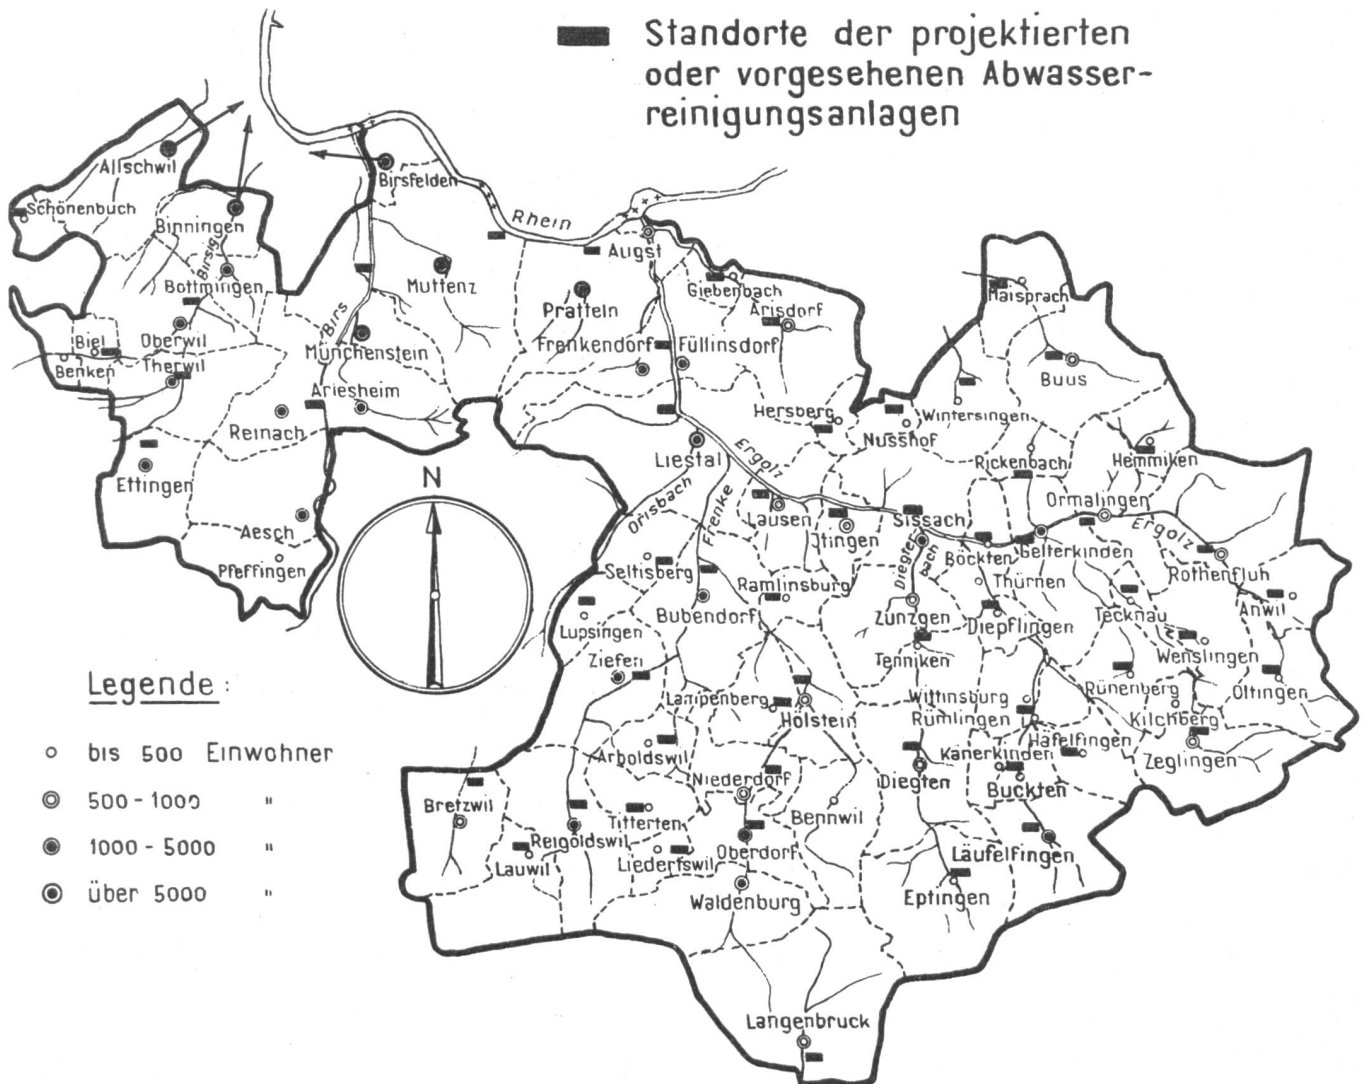 Standorte der projektierten
oder vorgesehenen Abwasser-
reinigungsanlagen
Allschwil
Birsfelden
Schönenbuch
Binningen
Rhein
Augst
Birsig
Bottmingen
Muttenz
Giebenbach
Maisprach
Pratteln
Arisdorf
Birs
Oberwil
Biel
Münchenstein
Frenkendorf
Füllinsdorf
Benken
Therwil
Buus
Ariesheim
Hersberg
Wintersingen
Reinach
Nusshof
Liestal
Ergolz
Rickenbach
Hemmiken
N
Ettingen
Orisbach
Frenke
Ormalingen
Lausen
Itingen
Sissach
Ergolz
Aesch
Diegter
bach
Böckten
Gelterkinden
Pfeffingen
Seltisberg
Ramlinsburg
Thürnen
Rothenfluh
Bubendorf
Zunzgen
Diepflingen
Tecknau
Anwil
Lupsingen
Tenniken
Wenslingen
Ziefen
Legende :
Lampenberg
Hölstein
Wittinsburg
Rünenberg
Oltingen
Rümlingen
Kilchberg
bis 500 Einwohner
Arboldswil
Känerkinden
Häfelfingen
Zeglingen
Niederdorf
Diegten
Buckten
500 - 1000 "
Bretzwil
Titterten
Bennwil
1000 - 5000 "
Reigoldswil
Oberdorf
Läufelfingen
Lauwil
Liedertswil
über 5000 "
Waldenburg
Eptingen
Langenbruck